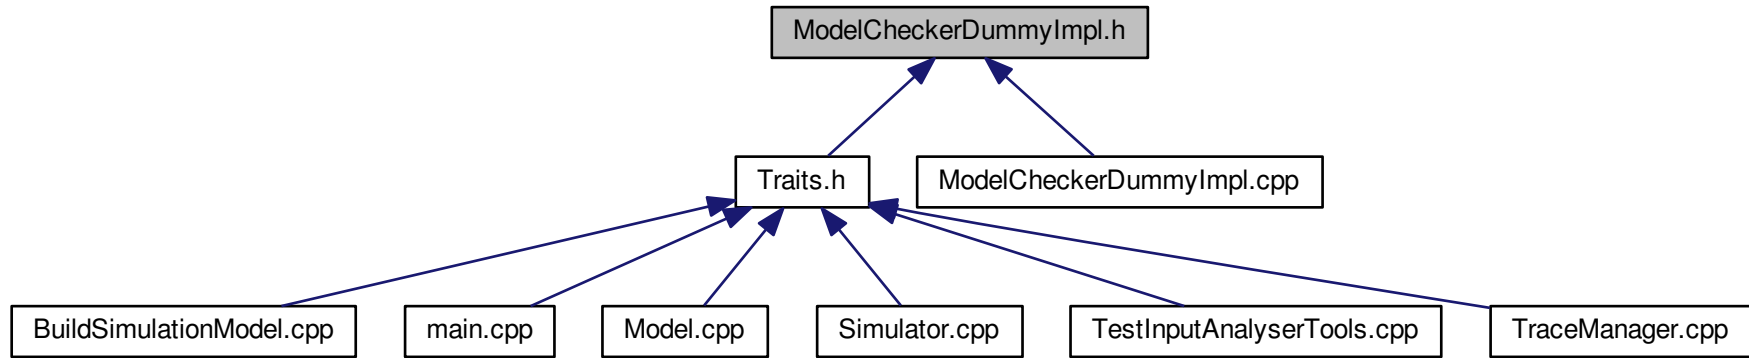 ModelCheckerDummyImpl.h
Traits.h
ModelCheckerDummyImpl.cpp
BuildSimulationModel.cpp
main.cpp
Model.cpp
Simulator.cpp
TestInputAnalyserTools.cpp
TraceManager.cpp